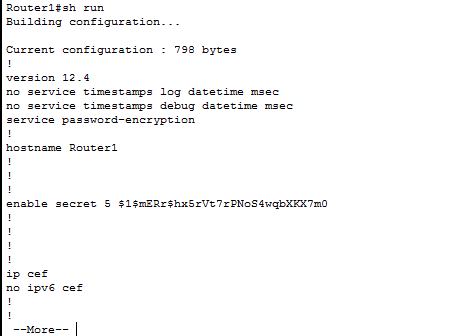 Router1#sh run
Building configuration...
Current configuration : 798 bytes
!
version 12.4
no service timestamps log datetime msec
no service timestamps debug datetime msec
service password-encryption
!
hostname Router1
!
!
!
enable secret 5 $1$mERr$hx5rVt7rPNoS4wqbXKX7m0
!
!
!
!
ip cef
no ipv6 cef
!
!
--More--